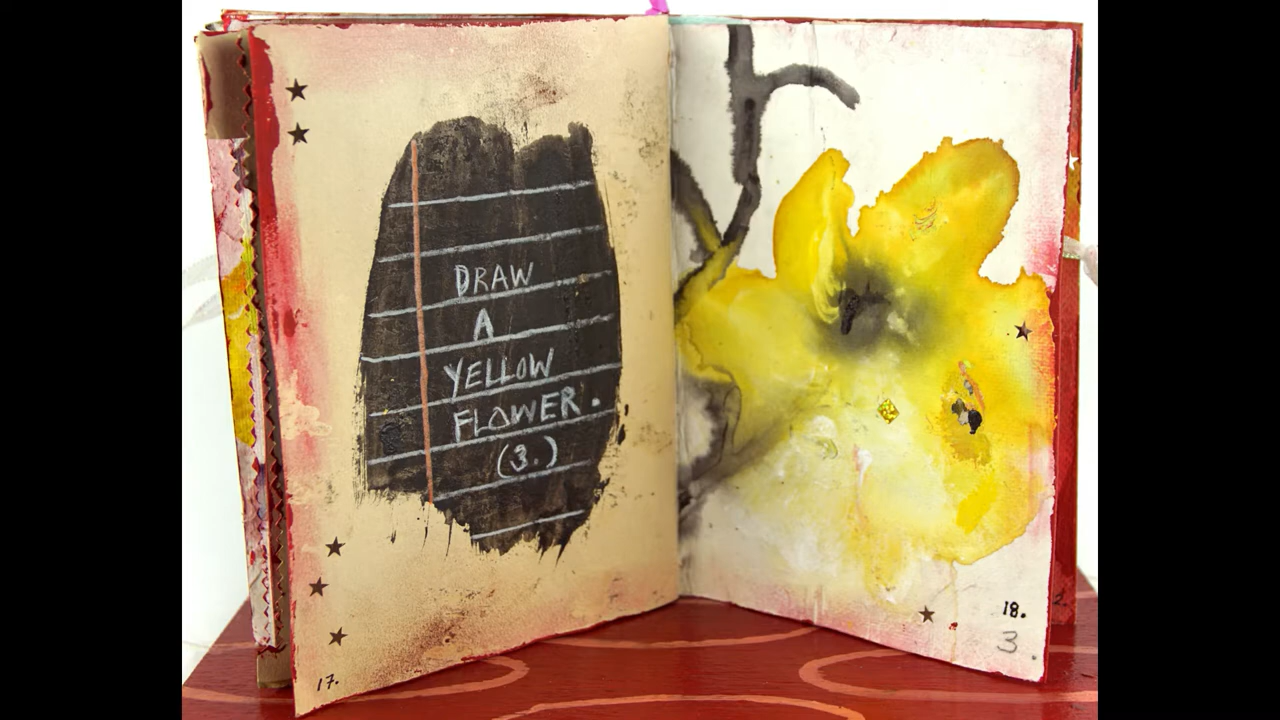 DRAW
A
YELLOW
FLOWER.
(3.)
17.
18.
3.